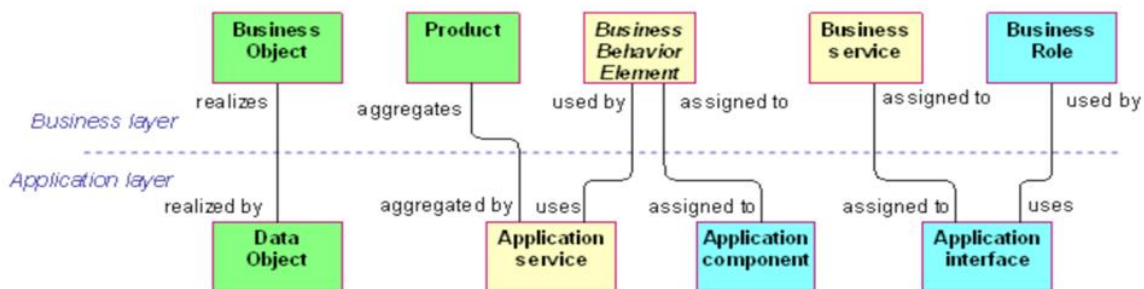 Business
Object
Product
Business
Behavior
Element
Business
service
Business
Role
realizes
aggregates
used by
assigned to
assigned to
used by
Business layer
Application layer
realized by
aggregated by
uses
assigned to
assigned to
uses
Data
Object
Application
service
Application
component
Application
interface